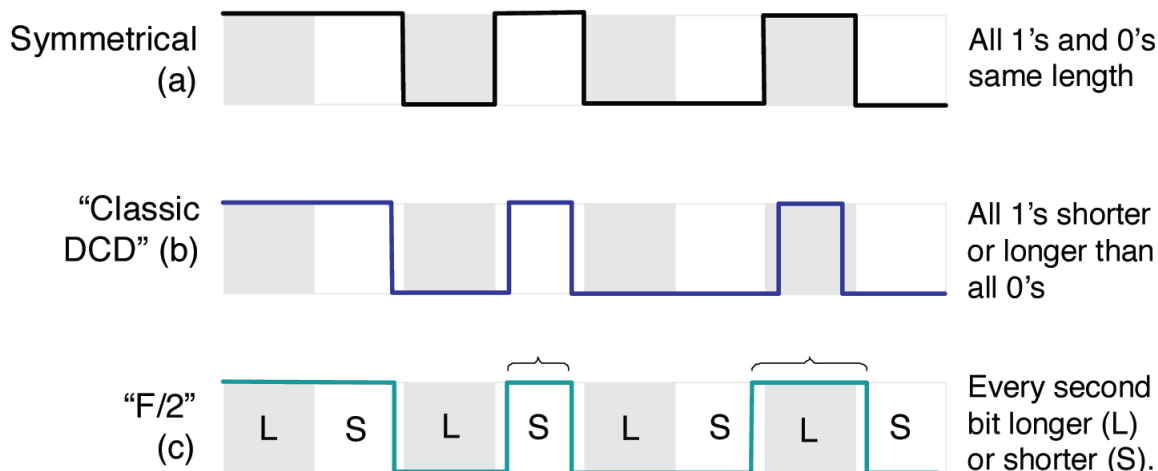 Symmetrical
(a)
All 1’s and 0’s
same length
“Classic
DCD” (b)
All 1’s shorter
or longer than
all 0’s
“F/2”
(c)
L S L S L S L S
Every second
bit longer (L)
or shorter (S).